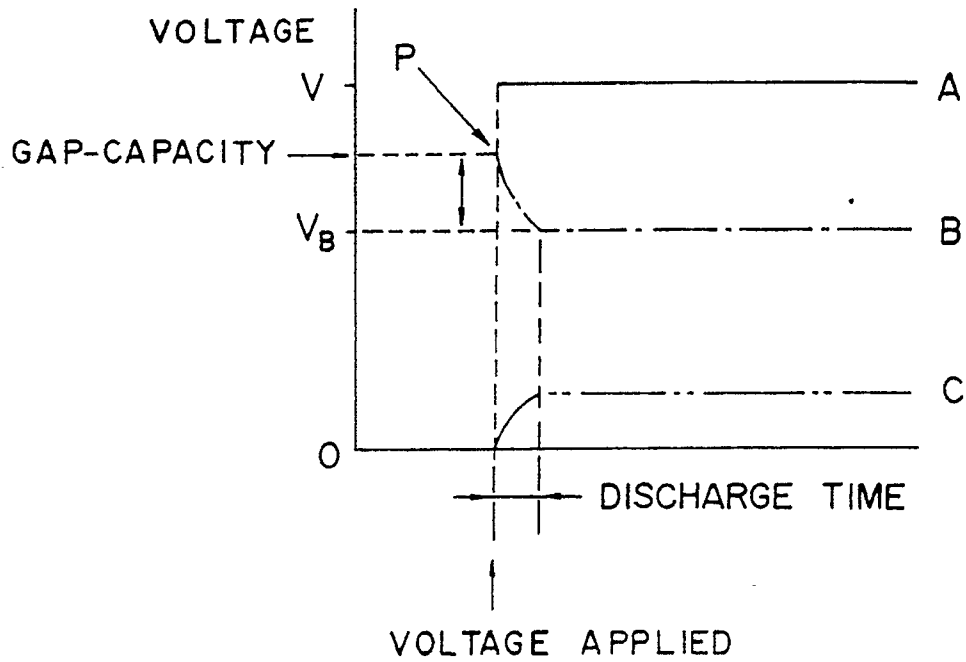 VOLTAGE
P
V
A
GAP-CAPACITY
V_B
B
C
O
DISCHARGE TIME
VOLTAGE APPLIED